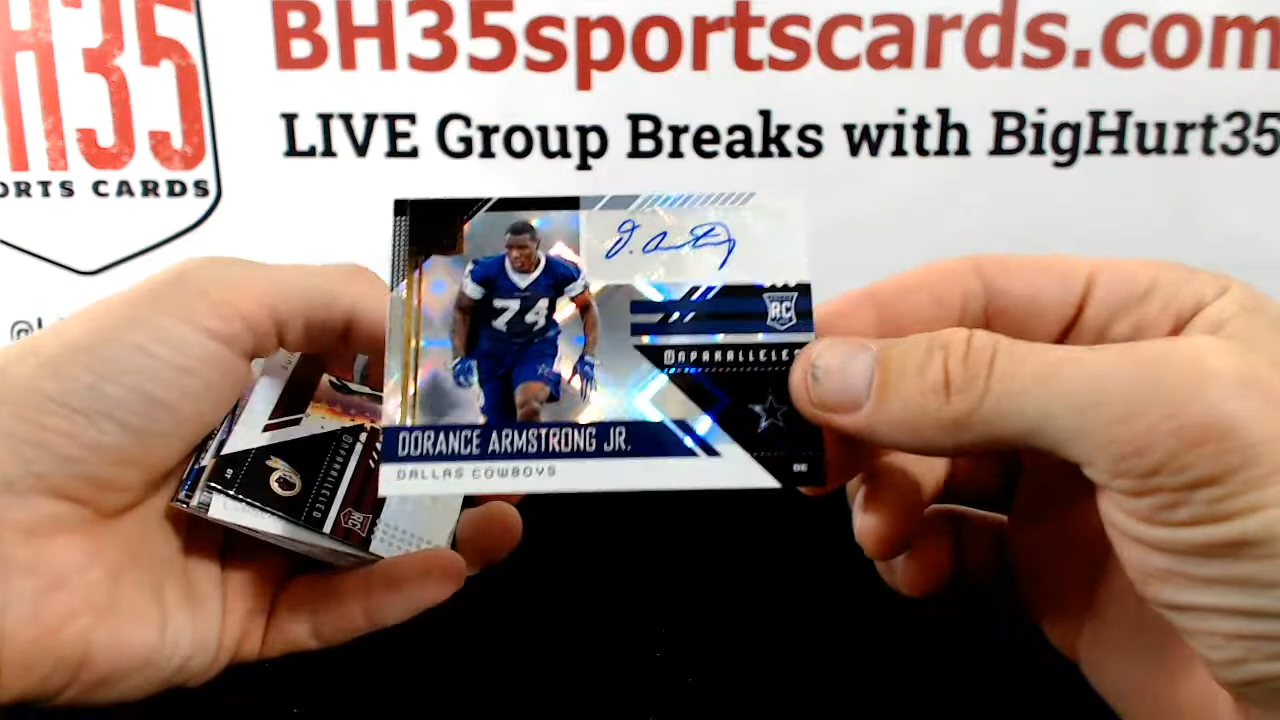 BH35sportscards.com
LIVE Group Breaks with BigHurt35
H35
ORTS CARDS
D. A
74
RC
UNPARALLELED
DORANCE ARMSTRONG JR.
DALLAS COWBOYS
DE
DT
UNPARALLELED
RC